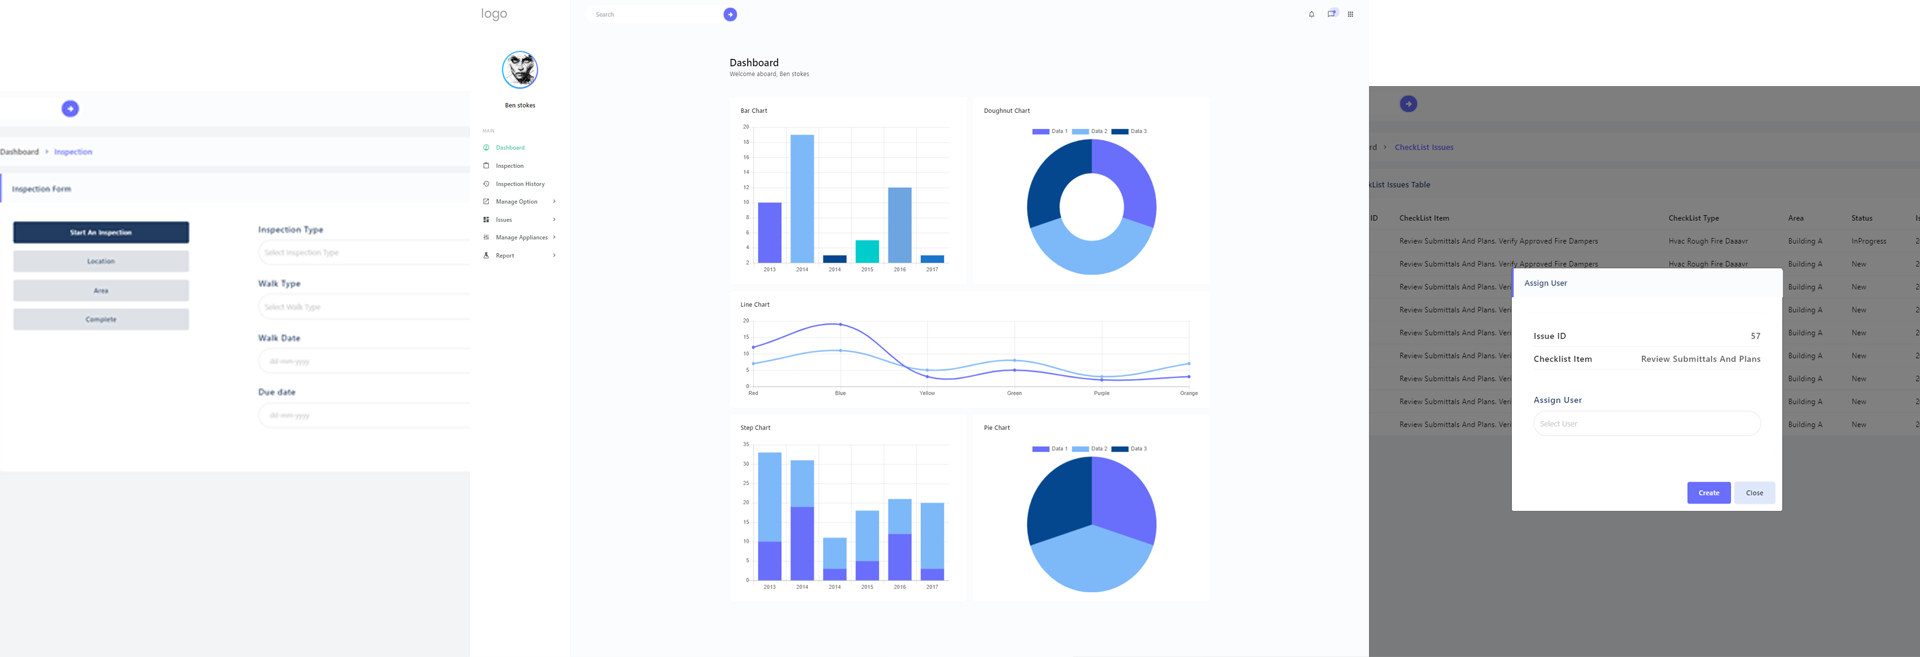 Dashboard > Inspection
Inspection Form
Start An Inspection
Location
Area
Complete
Inspection Type
Select Inspection Type
Walk Type
Select Walk Type
Walk Date
dd-mm-yyyy
Due date
dd-mm-yyyy
logo
Ben stokes
MAIN
Dashboard
Inspection
Inspection History
Manage Option
Issues
Manage Appliances
Report
Search
Dashboard
Welcome aboard, Ben stokes
Bar Chart
20
18
16
14
12
10
8
6
4
2
2013 2014 2014 2015 2016 2017
Doughnut Chart
Data 1 Data 2 Data 3
Line Chart
20
15
10
5
0
Red Blue Yellow Green Purple Orange
Step Chart
35
30
25
20
15
10
5
0
2013 2014 2014 2015 2016 2017
Pie Chart
Data 1 Data 2 Data 3
rd > CheckList Issues
kList Issues Table
ID CheckList Item CheckList Type Area Status Is
Review Submittals And Plans. Verify Approved Fire Dampers Hvac Rough Fire Daaavr Building A InProgress 2
Review Submittals And Plans. Verify Approved Fire Dampers Hvac Rough Fire Daaavr Building A New 2
Review Submittals And Plans. Veri Building A New 2
Review Submittals And Plans. Veri Building A New 2
Review Submittals And Plans. Veri Building A New 2
Review Submittals And Plans. Veri Building A New 2
Review Submittals And Plans. Veri Building A New 2
Review Submittals And Plans. Veri Building A New 2
Review Submittals And Plans. Veri Building A New 2
Assign User
Issue ID 57
Checklist Item Review Submittals And Plans
Assign User
Select User
Create Close